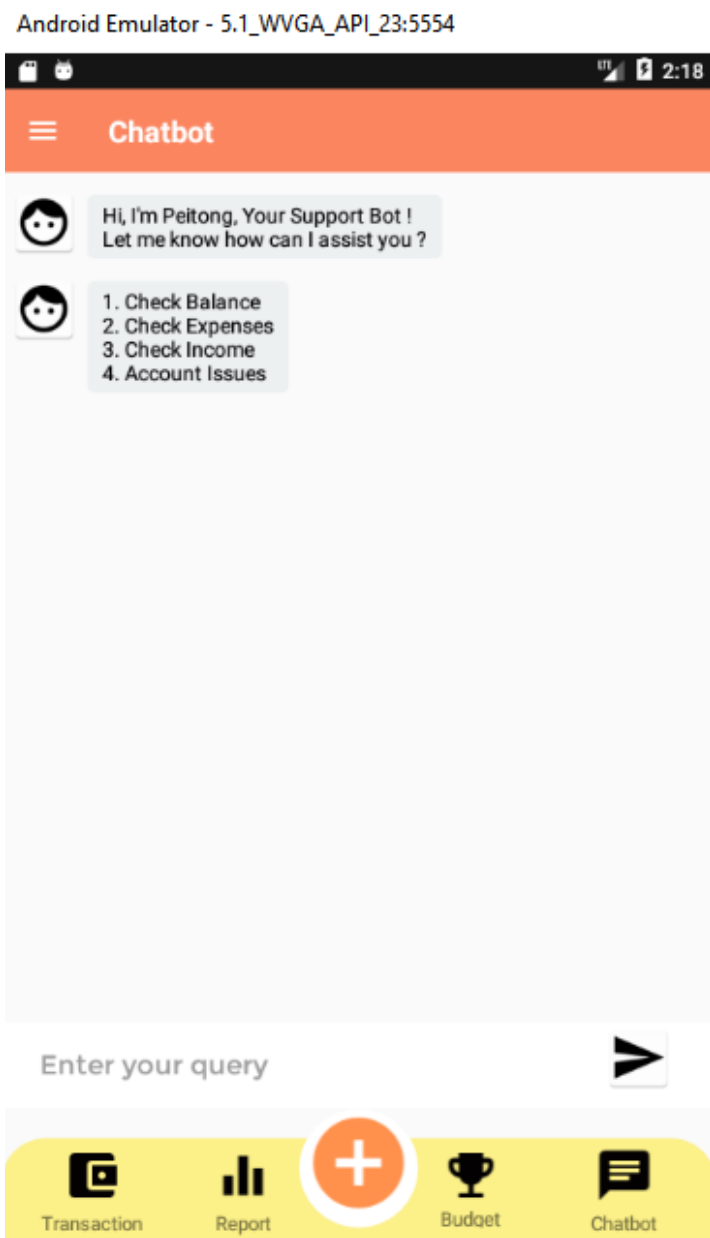 Android Emulator - 5.1_WVGA_API_23:5554
LTE 2:18
Chatbot
Hi, I'm Peitong, Your Support Bot !
Let me know how can I assist you ?
1. Check Balance
2. Check Expenses
3. Check Income
4. Account Issues
Enter your query
Transaction Report Budget Chatbot